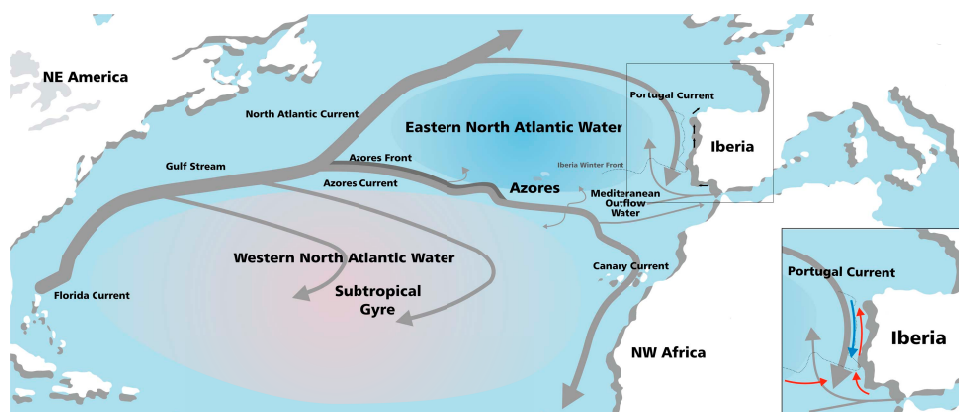 NE America
North Atlantic Current
Portugal Current
Eastern North Atlantic Water
Iberia
Gulf Stream
Azores Front
Iberia Winter Front
Azores Current
Azores
Mediterranean
Outflow
Water
Western North Atlantic Water
Canary Current
Subtropical
Gyre
Florida Current
NW Africa
Portugal Current
Iberia